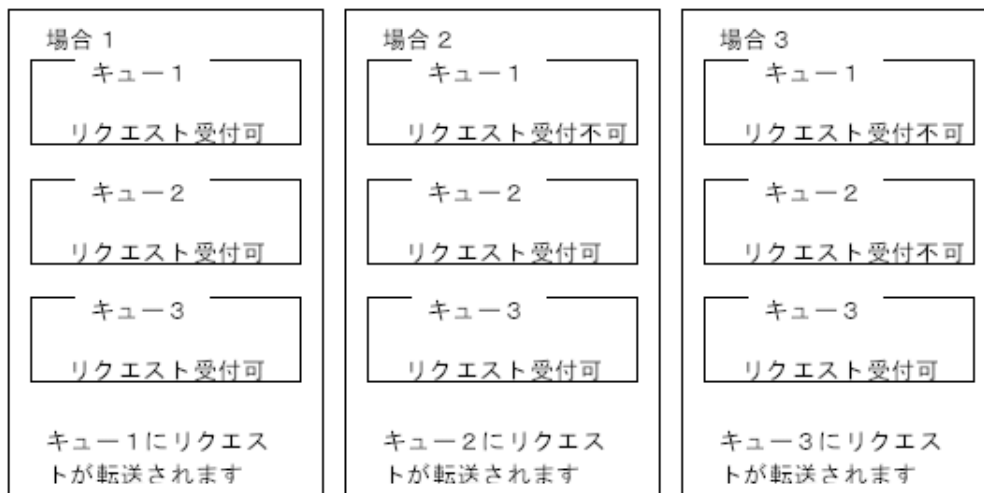 場合１
キュー１
リクエスト受付可
キュー２
リクエスト受付可
キュー３
リクエスト受付可
キュー１にリクエス
トが転送されます
場合２
キュー１
リクエスト受付不可
キュー２
リクエスト受付可
キュー３
リクエスト受付可
キュー２にリクエス
トが転送されます
場合３
キュー１
リクエスト受付不可
キュー２
リクエスト受付不可
キュー３
リクエスト受付可
キュー３にリクエス
トが転送されます